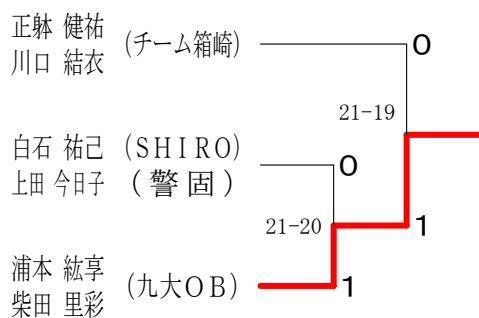 正躰 健祐 (チーム箱崎) 0
川口 結衣
21-19
白石 祐己 (SHIRO) 0
上田 今日子 (警固)
21-20 1
浦本 紘享 (九大OB) 1
柴田 里彩